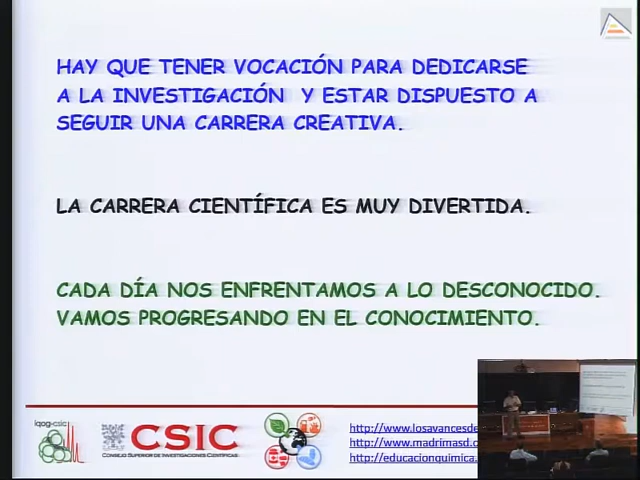 HAY QUE TENER VOCACIÓN PARA DEDICARSE
A LA INVESTIGACIÓN Y ESTAR DISPUESTO A
SEGUIR UNA CARRERA CREATIVA.
LA CARRERA CIENTÍFICA ES MUY DIVERTIDA.
CADA DÍA NOS ENFRENTAMOS A LO DESCONOCIDO.
VAMOS PROGRESANDO EN EL CONOCIMIENTO.
iqog-csic
CSIC
CONSEJO SUPERIOR DE INVESTIGACIONES CIENTÍFICAS
http://www.losavancesde
http://www.madrimasd.o
http://educacionquimica.